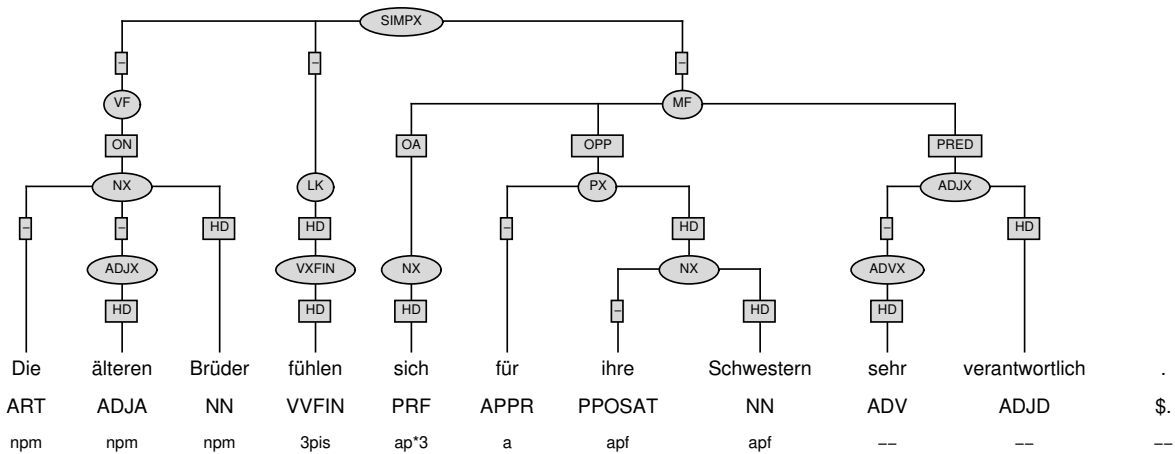 SIMPX
– – –
VF MF
ON OA OPP PRED
NX LK PX ADJX
– – HD HD – HD – HD
ADJX VXFIN NX NX ADVX
HD HD HD – HD HD
Die älteren Brüder fühlen sich für ihre Schwestern sehr verantwortlich .
ART ADJA NN VVFIN PRF APPR PPOSAT NN ADV ADJD $.
npm npm npm 3pis ap*3 a apf apf –– –– ––